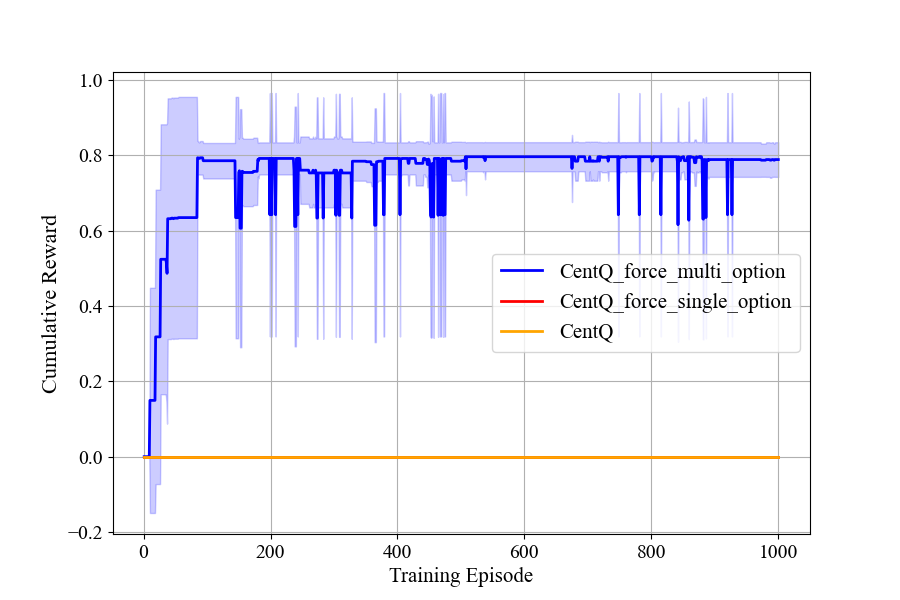 1.0
0.8
0.6
0.4
0.2
0.0
−0.2
Cumulative Reward
CentQ_force_multi_option
CentQ_force_single_option
CentQ
0 200 400 600 800 1000
Training Episode